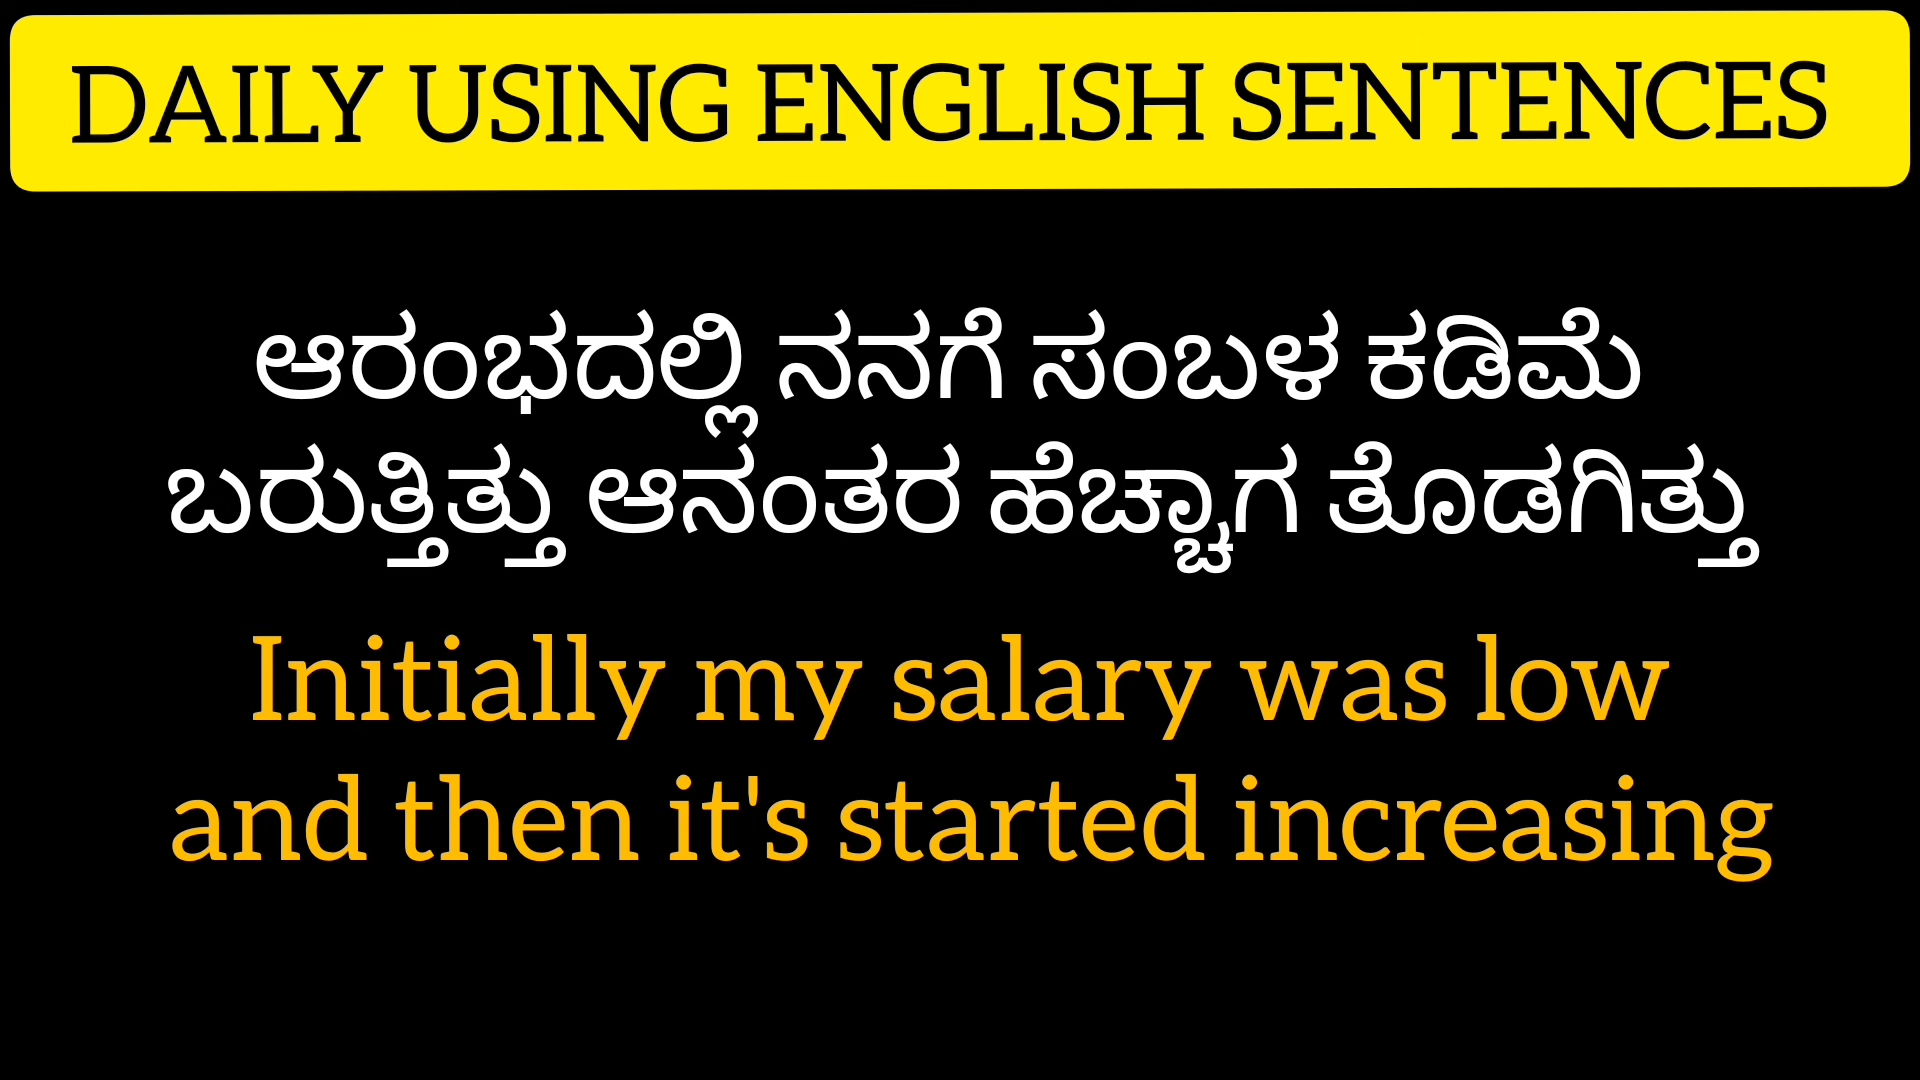 DAILY USING ENGLISH SENTENCES
ಆರಂಭದಲ್ಲಿ ನನಗೆ ಸಂಬಳ ಕಡಿಮೆ
ಬರುತ್ತಿತ್ತು ಆನಂತರ ಹೆಚ್ಚಾಗ ತೊಡಗಿತ್ತು
Initially my salary was low
and then it's started increasing